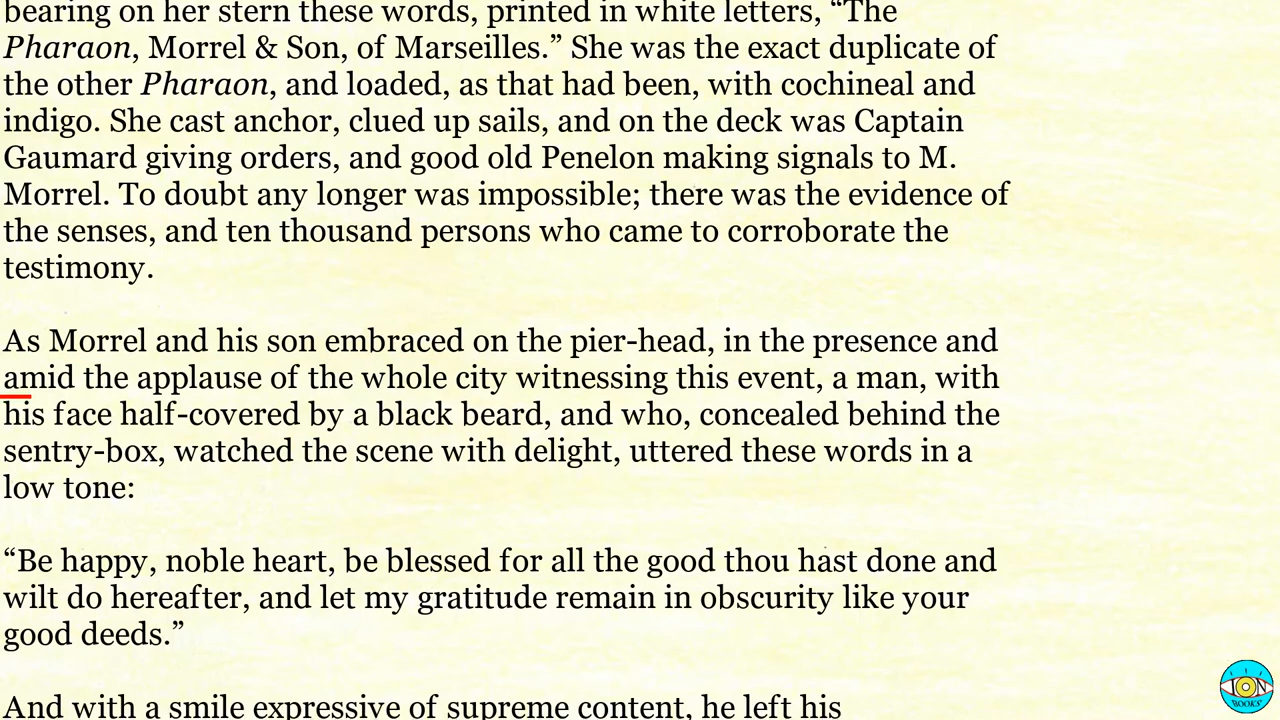 bearing on her stern these words, printed in white letters, “The
Pharaon, Morrel & Son, of Marseilles.” She was the exact duplicate of
the other Pharaon, and loaded, as that had been, with cochineal and
indigo. She cast anchor, clued up sails, and on the deck was Captain
Gaumard giving orders, and good old Penelon making signals to M.
Morrel. To doubt any longer was impossible; there was the evidence of
the senses, and ten thousand persons who came to corroborate the
testimony.
As Morrel and his son embraced on the pier-head, in the presence and
amid the applause of the whole city witnessing this event, a man, with
his face half-covered by a black beard, and who, concealed behind the
sentry-box, watched the scene with delight, uttered these words in a
low tone:
“Be happy, noble heart, be blessed for all the good thou hast done and
wilt do hereafter, and let my gratitude remain in obscurity like your
good deeds.”
And with a smile expressive of supreme content, he left his
ION
BOOKS